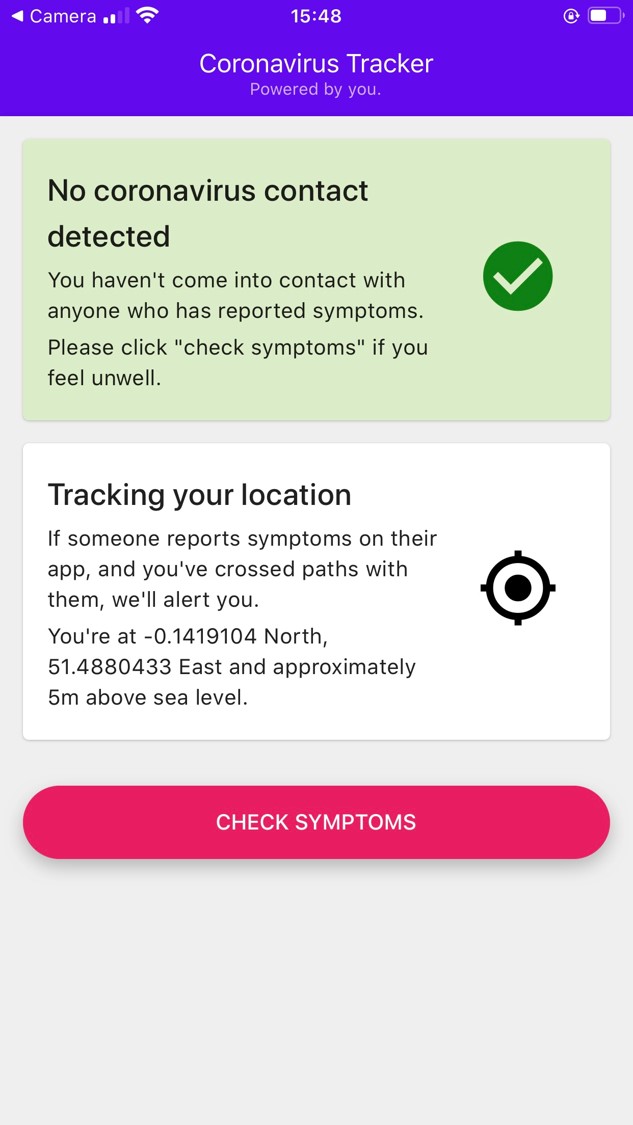 Camera
15:48
Coronavirus Tracker
Powered by you.
No coronavirus contact
detected
You haven't come into contact with
anyone who has reported symptoms.
Please click "check symptoms" if you
feel unwell.
Tracking your location
If someone reports symptoms on their
app, and you've crossed paths with
them, we'll alert you.
You're at -0.1419104 North,
51.4880433 East and approximately
5m above sea level.
CHECK SYMPTOMS